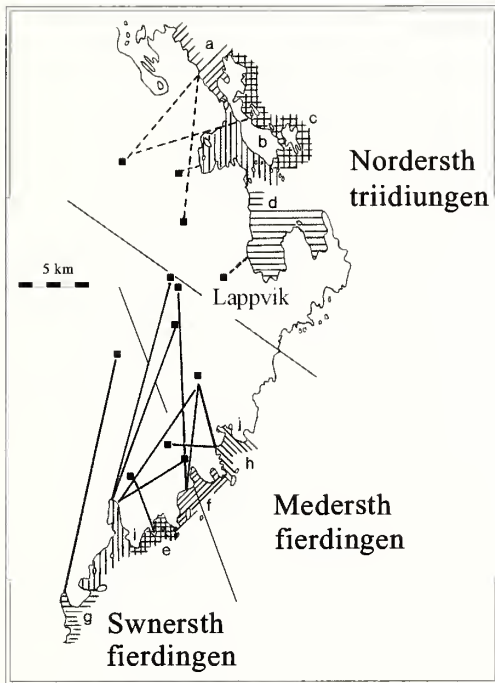 a
c
b
Nordersth
triidiungen
d
5 km
Lappvik
j
h
Medersth
fierdingen
f
i
e
g
Swnersth
fierdingen